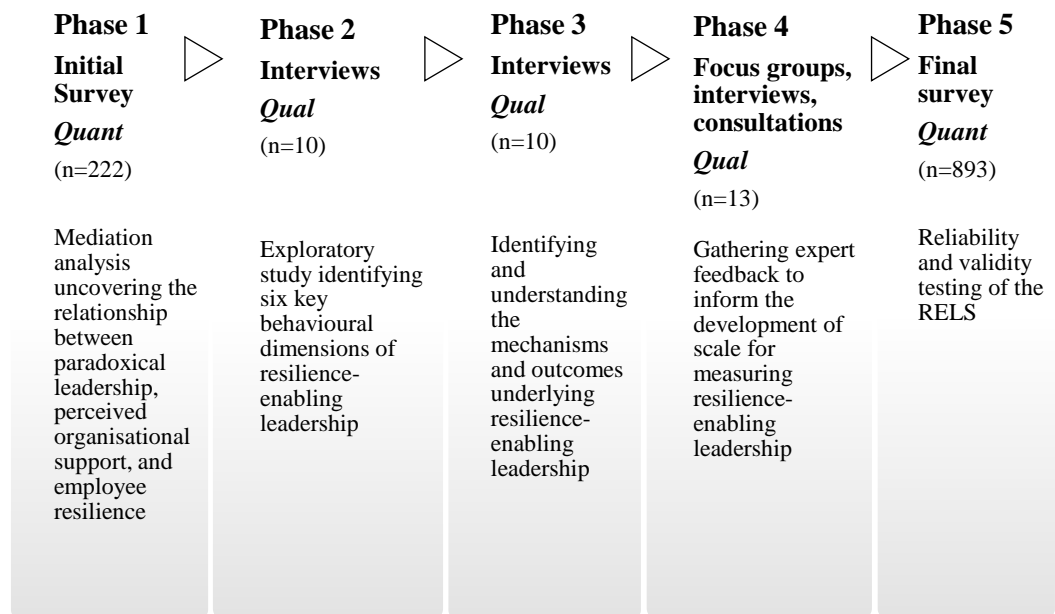 Phase 1
Initial
Survey
Quant
(n=222)
Mediation
analysis
uncovering the
relationship
between
paradoxical
leadership,
perceived
organisational
support, and
employee
resilience
Phase 2
Interviews
Qual
(n=10)
Exploratory
study identifying
six key
behavioural
dimensions of
resilience-
enabling
leadership
Phase 3
Interviews
Qual
(n=10)
Identifying
and
understanding
the
mechanisms
and outcomes
underlying
resilience-
enabling
leadership
Phase 4
Focus groups,
interviews,
consultations
Qual
(n=13)
Gathering expert
feedback to
inform the
development of
scale for
measuring
resilience-
enabling
leadership
Phase 5
Final
survey
Quant
(n=893)
Reliability
and validity
testing of the
RELS